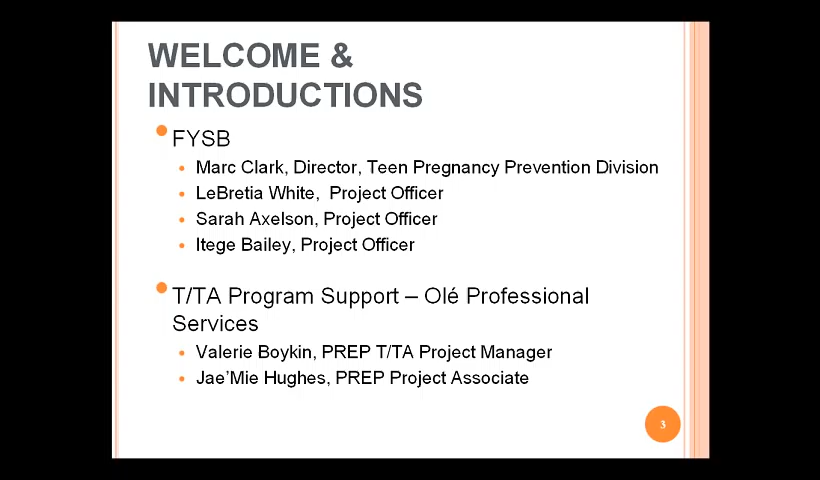 WELCOME &
INTRODUCTIONS
FYSB
Marc Clark, Director, Teen Pregnancy Prevention Division
LeBretia White,  Project Officer
Sarah Axelson, Project Officer
Itege Bailey, Project Officer
T/TA Program Support – Olé Professional
Services
Valerie Boykin, PREP T/TA Project Manager
Jae’Mie Hughes, PREP Project Associate
3